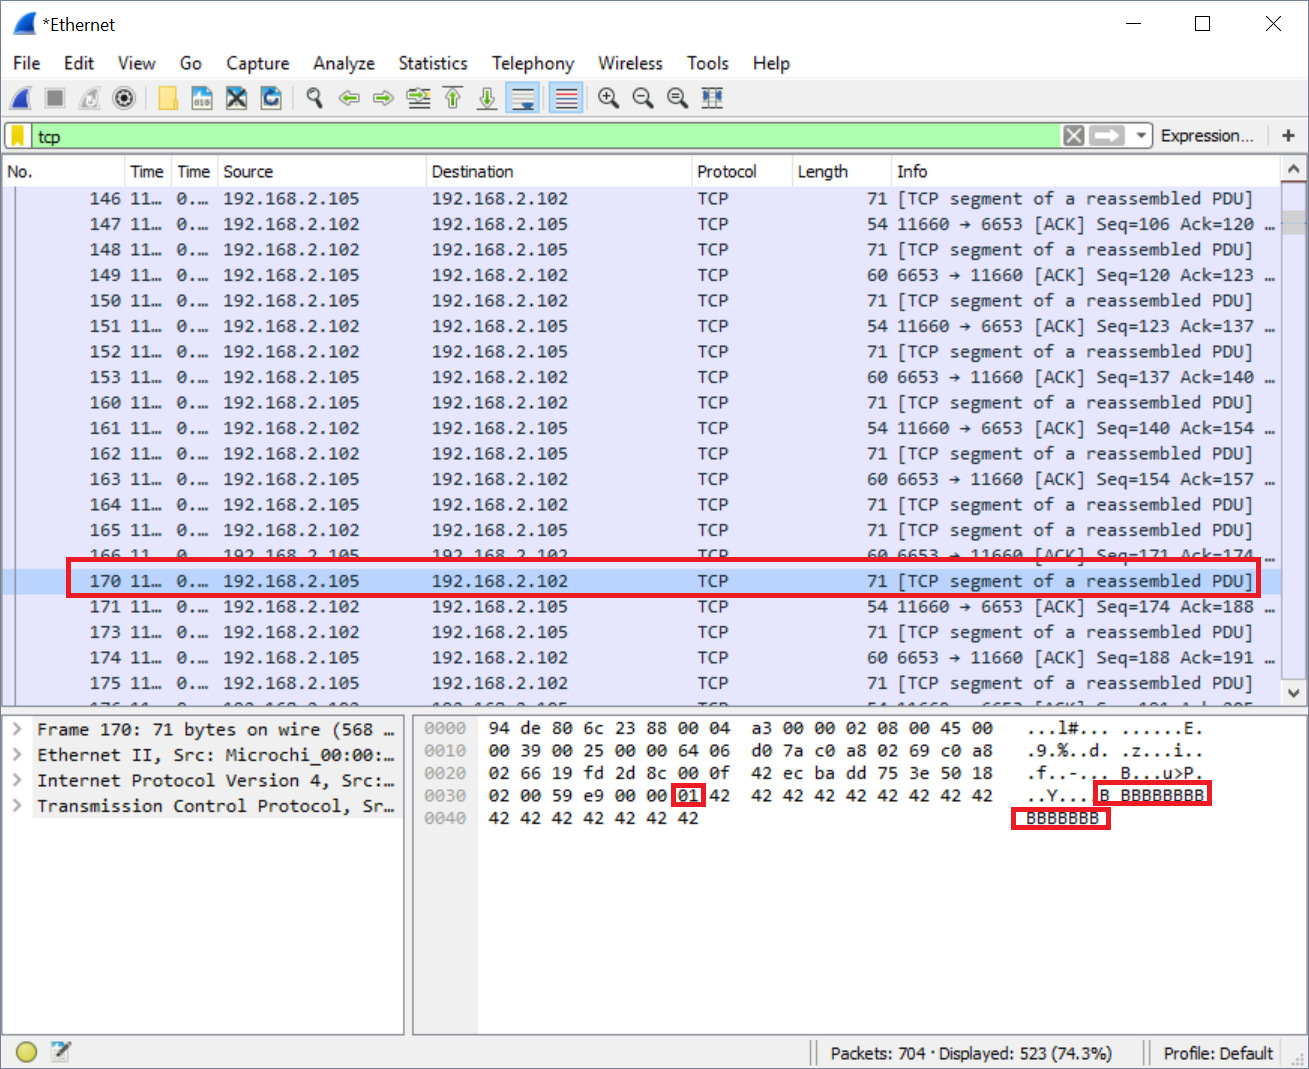 *Ethernet
File Edit View Go Capture Analyze Statistics Telephony Wireless Tools Help
tcp Expression… +
No. Time Time Source Destination Protocol Length Info
146 11… 0.… 192.168.2.105 192.168.2.102 TCP 71 [TCP segment of a reassembled PDU]
147 11… 0.… 192.168.2.102 192.168.2.105 TCP 54 11660 → 6653 [ACK] Seq=106 Ack=120 …
148 11… 0.… 192.168.2.102 192.168.2.105 TCP 71 [TCP segment of a reassembled PDU]
149 11… 0.… 192.168.2.105 192.168.2.102 TCP 60 6653 → 11660 [ACK] Seq=120 Ack=123 …
150 11… 0.… 192.168.2.105 192.168.2.102 TCP 71 [TCP segment of a reassembled PDU]
151 11… 0.… 192.168.2.102 192.168.2.105 TCP 54 11660 → 6653 [ACK] Seq=123 Ack=137 …
152 11… 0.… 192.168.2.102 192.168.2.105 TCP 71 [TCP segment of a reassembled PDU]
153 11… 0.… 192.168.2.105 192.168.2.102 TCP 60 6653 → 11660 [ACK] Seq=137 Ack=140 …
160 11… 0.… 192.168.2.105 192.168.2.102 TCP 71 [TCP segment of a reassembled PDU]
161 11… 0.… 192.168.2.102 192.168.2.105 TCP 54 11660 → 6653 [ACK] Seq=140 Ack=154 …
162 11… 0.… 192.168.2.102 192.168.2.105 TCP 71 [TCP segment of a reassembled PDU]
163 11… 0.… 192.168.2.105 192.168.2.102 TCP 60 6653 → 11660 [ACK] Seq=154 Ack=157 …
164 11… 0.… 192.168.2.105 192.168.2.102 TCP 71 [TCP segment of a reassembled PDU]
165 11… 0.… 192.168.2.102 192.168.2.105 TCP 71 [TCP segment of a reassembled PDU]
166 11… 0.… 192.168.2.105 192.168.2.102 TCP 60 6653 → 11660 [ACK] Seq=171 Ack=174 …
170 11… 0.… 192.168.2.105 192.168.2.102 TCP 71 [TCP segment of a reassembled PDU]
171 11… 0.… 192.168.2.102 192.168.2.105 TCP 54 11660 → 6653 [ACK] Seq=174 Ack=188 …
173 11… 0.… 192.168.2.102 192.168.2.105 TCP 71 [TCP segment of a reassembled PDU]
174 11… 0.… 192.168.2.105 192.168.2.102 TCP 60 6653 → 11660 [ACK] Seq=188 Ack=191 …
175 11… 0.… 192.168.2.105 192.168.2.102 TCP 71 [TCP segment of a reassembled PDU]
Frame 170: 71 bytes on wire (568 …
Ethernet II, Src: Microchi_00:00:…
Internet Protocol Version 4, Src:…
Transmission Control Protocol, Sr…
0000 94 de 80 6c 23 88 00 04 a3 00 00 02 08 00 45 00 ...l#... ......E.
0010 00 39 00 25 00 00 64 06 d0 7a c0 a8 02 69 c0 a8 .9.%..d. .z...i..
0020 02 66 19 fd 2d 8c 00 0f 42 ec ba dd 75 3e 50 18 .f..-... B...u>P.
0030 02 00 59 e9 00 00 01 42 42 42 42 42 42 42 42 42 ..Y....B BBBBBBBB
0040 42 42 42 42 42 42 42 BBBBBBB
Packets: 704 · Displayed: 523 (74.3%) Profile: Default